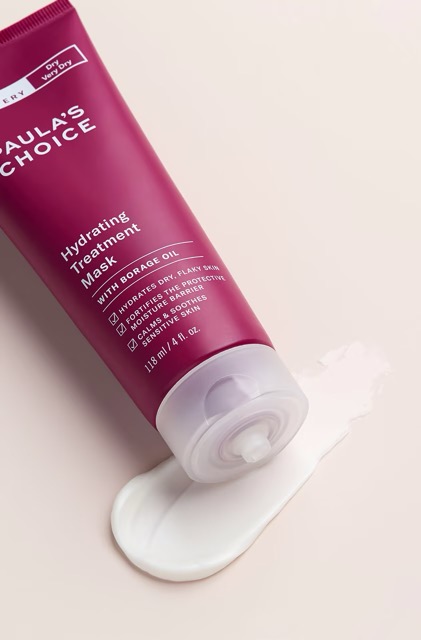 Dry
Very Dry
ERY
PAULA'S
CHOICE
Hydrating
Treatment
Mask
WITH BORAGE OIL
HYDRATES DRY, FLAKY SKIN
FORTIFIES THE PROTECTIVE
MOISTURE BARRIER
CALMS & SOOTHES
SENSITIVE SKIN
118 ml / 4 fl. oz.